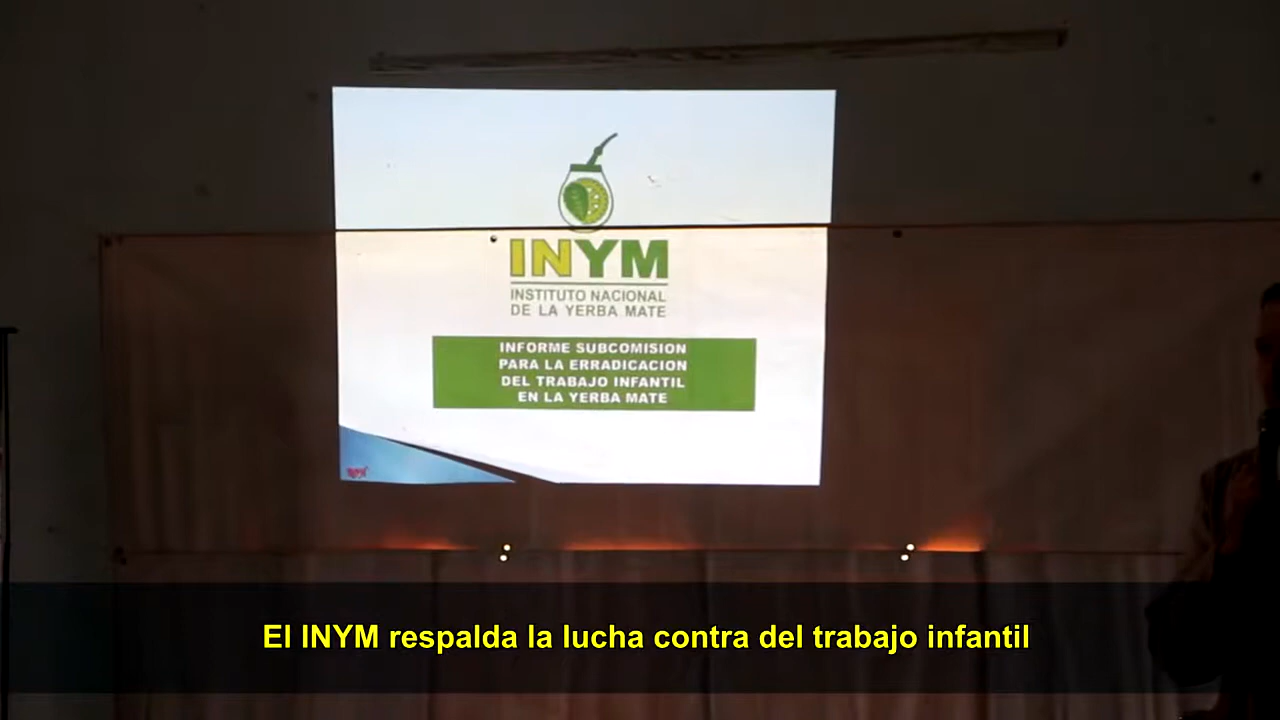 INYM
INSTITUTO NACIONAL
DE LA YERBA MATE
INFORME SUBCOMISION
PARA LA ERRADICACION
DEL TRABAJO INFANTIL
EN LA YERBA MATE
El INYM respalda la lucha contra del trabajo infantil